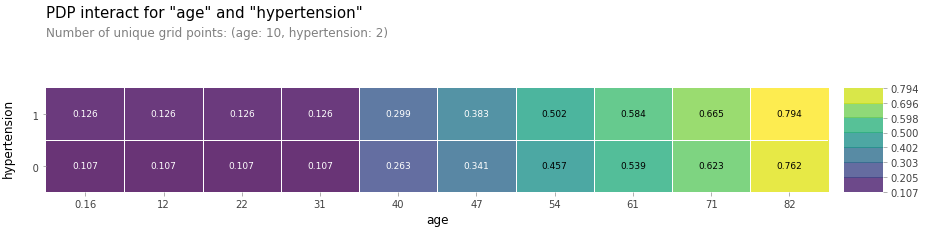 PDP interact for "age" and "hypertension"
Number of unique grid points: (age: 10, hypertension: 2)
hypertension
1 0.126 0.126 0.126 0.126 0.299 0.383 0.502 0.584 0.665 0.794
0 0.107 0.107 0.107 0.107 0.263 0.341 0.457 0.539 0.623 0.762
0.16 12 22 31 40 47 54 61 71 82
age
0.794
0.696
0.598
0.500
0.402
0.303
0.205
0.107